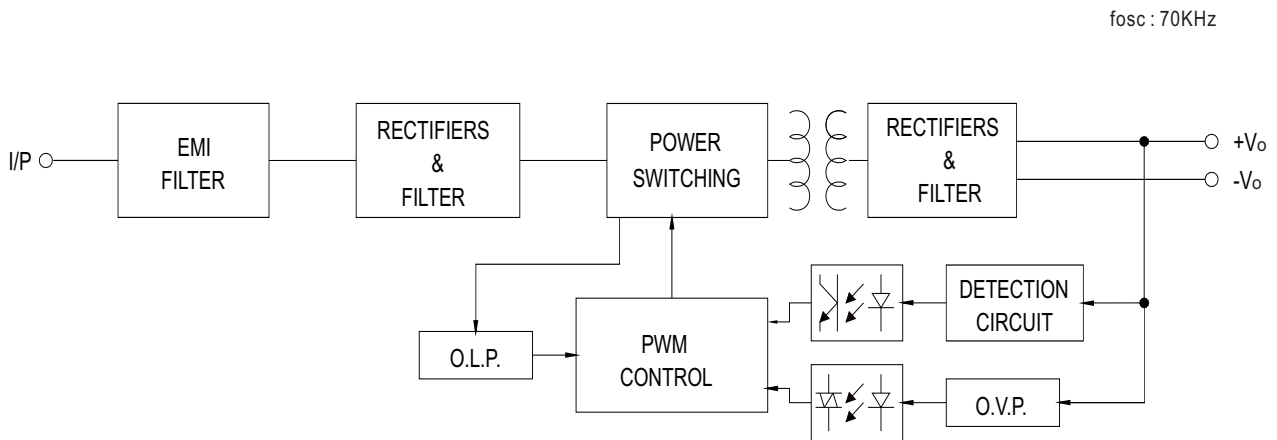 fosc : 70KHz
I/P
EMI
FILTER
RECTIFIERS
&
FILTER
POWER
SWITCHING
RECTIFIERS
&
FILTER
+Vo
-Vo
O.L.P.
PWM
CONTROL
DETECTION
CIRCUIT
O.V.P.